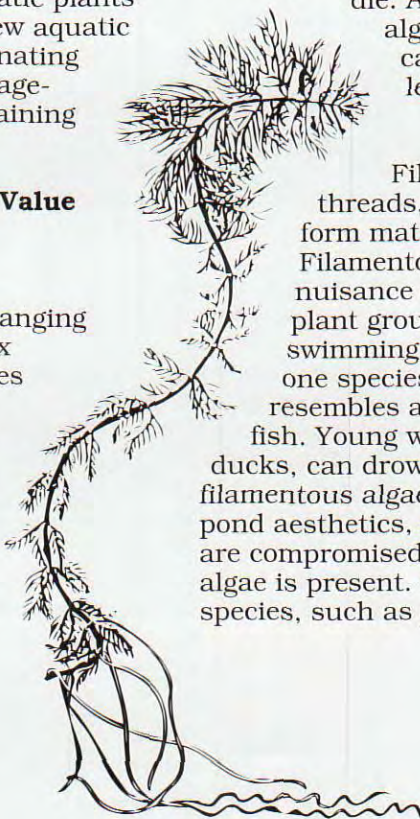 atic plants
ew aquatic
nating
age-
aining
Value
anging
x
es
die. A
alg
ca
le
Fil
threads.
form mat
Filamento
nuisance
plant grou
swimming
one species
resembles a
fish. Young w
ducks, can drow
filamentous algae
pond aesthetics,
are compromised
algae is present.
species, such as